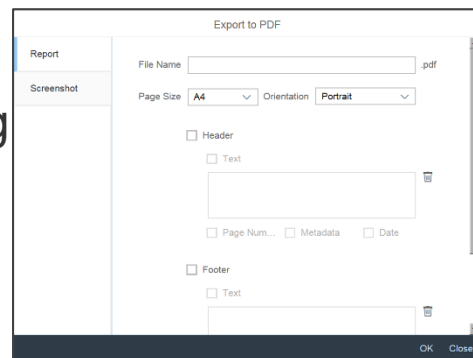 Export to PDF
Report
Screenshot
g
File Name .pdf
Page Size A4 Orientation Portrait
Header
Text
Page Num... Metadata Date
Footer
Text
OK Close